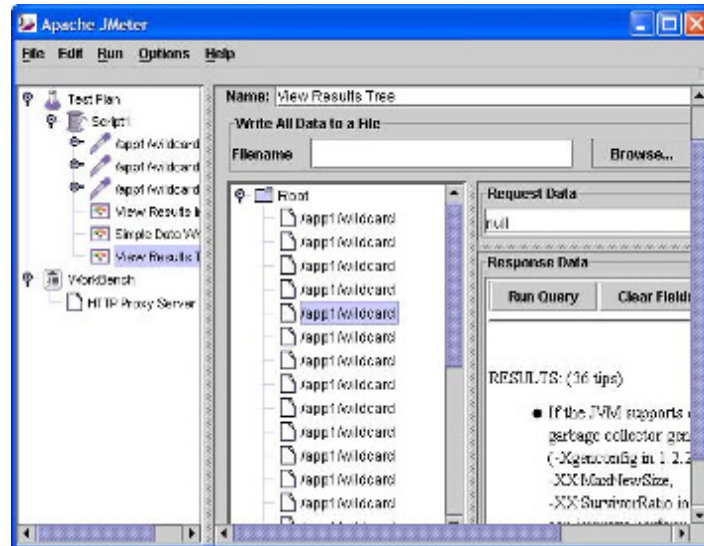 Apache JMeter
File Edit Run Options Help
Test Plan
Script1
/app1/wildcard
/app1/wildcard
/app1/wildcard
View Results
Simple Data
View Results
WorkBench
HTTP Proxy Server
Name: View Results Tree
Write All Data to a File
Filename
Browse...
Root
/app1/wildcard
/app1/wildcard
/app1/wildcard
/app1/wildcard
/app1/wildcard
/app1/wildcard
/app1/wildcard
/app1/wildcard
/app1/wildcard
/app1/wildcard
/app1/wildcard
/app1/wildcard
/app1/wildcard
Request Data
null
Response Data
Run Query Clear Fields
RESULTS: (36 tips)
If the JVM supports
garbage collector
(-Xgenconfig in 1.2.2
-XX:MaxNewSize,
-XX:SurvivorRatio in